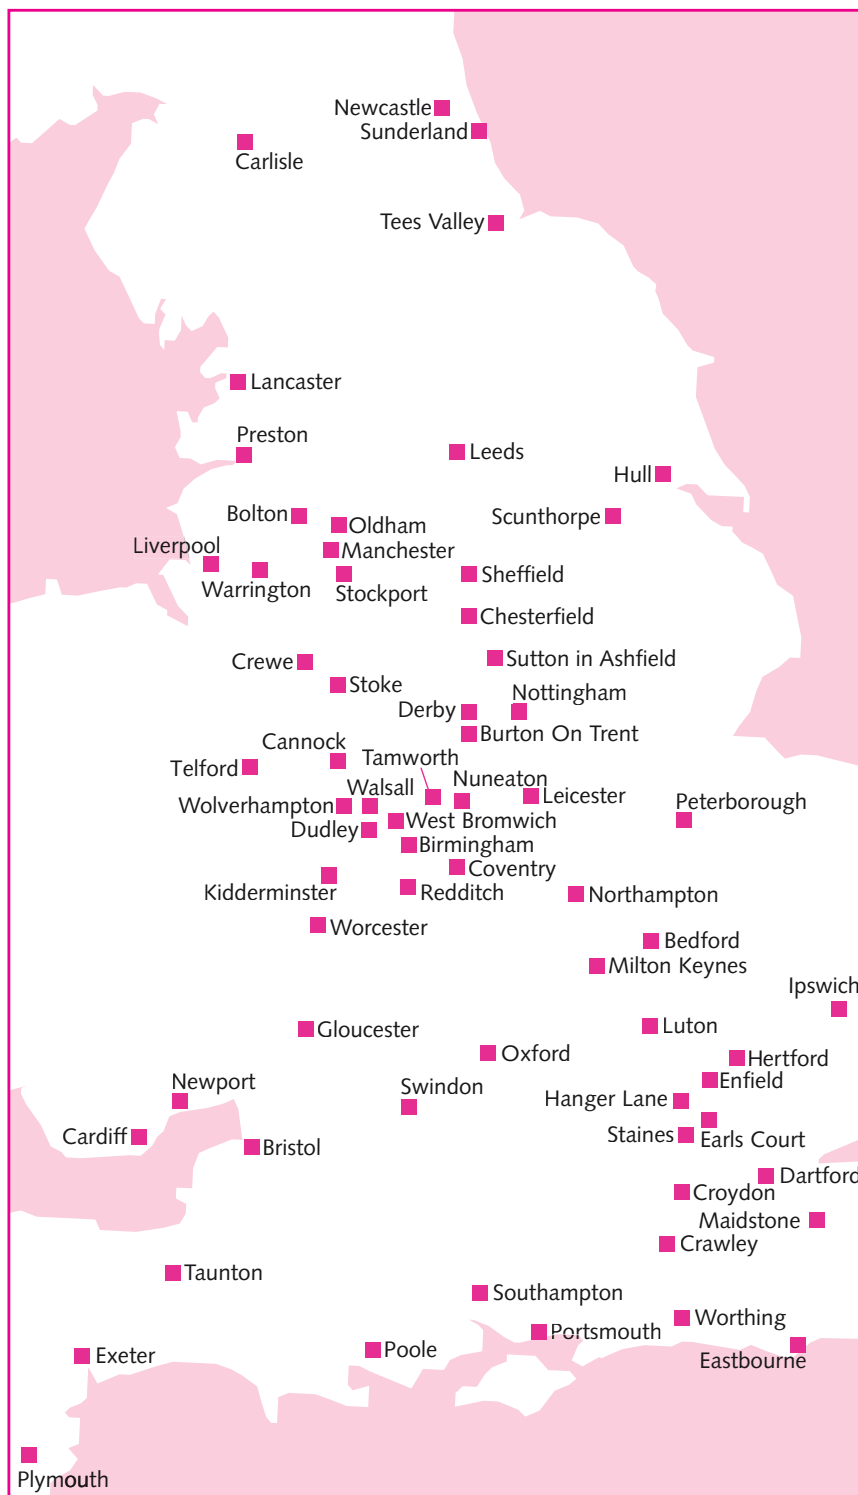 Newcastle
Sunderland
Carlisle
Tees Valley
Lancaster
Preston
Leeds
Hull
Bolton
Scunthorpe
Oldham
Liverpool
Manchester
Warrington
Stockport
Sheffield
Chesterfield
Crewe
Sutton in Ashfield
Stoke
Nottingham
Derby
Burton On Trent
Cannock
Tamworth
Telford
Nuneaton
Walsall
Leicester
Wolverhampton
Peterborough
West Bromwich
Dudley
Birmingham
Coventry
Kidderminster
Redditch
Northampton
Worcester
Bedford
Milton Keynes
Ipswich
Gloucester
Luton
Oxford
Hertford
Enfield
Newport
Swindon
Hanger Lane
Cardiff
Staines
Earls Court
Bristol
Dartford
Croydon
Maidstone
Crawley
Taunton
Southampton
Worthing
Portsmouth
Poole
Exeter
Eastbourne
Plymouth